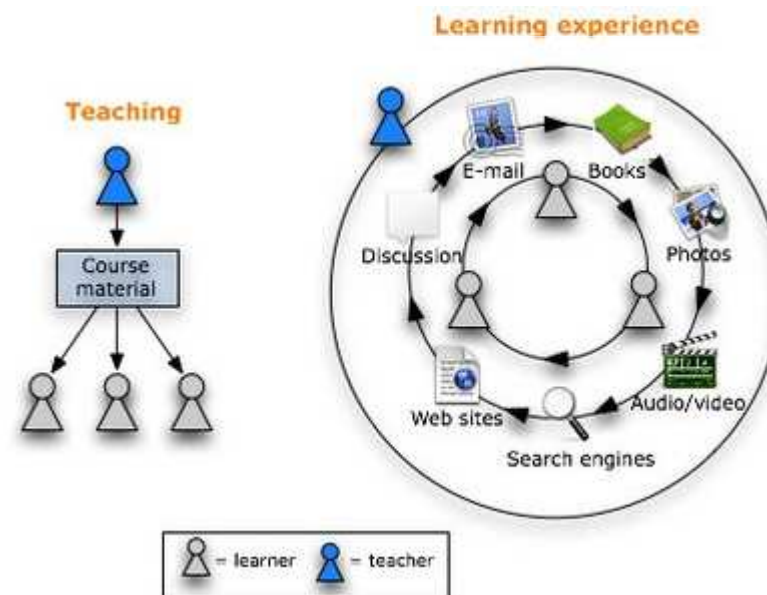 Learning experience
Teaching
E-mail
Books
Course
material
Discussion
Photos
Web sites
Audio/video
Search engines
= learner
= teacher